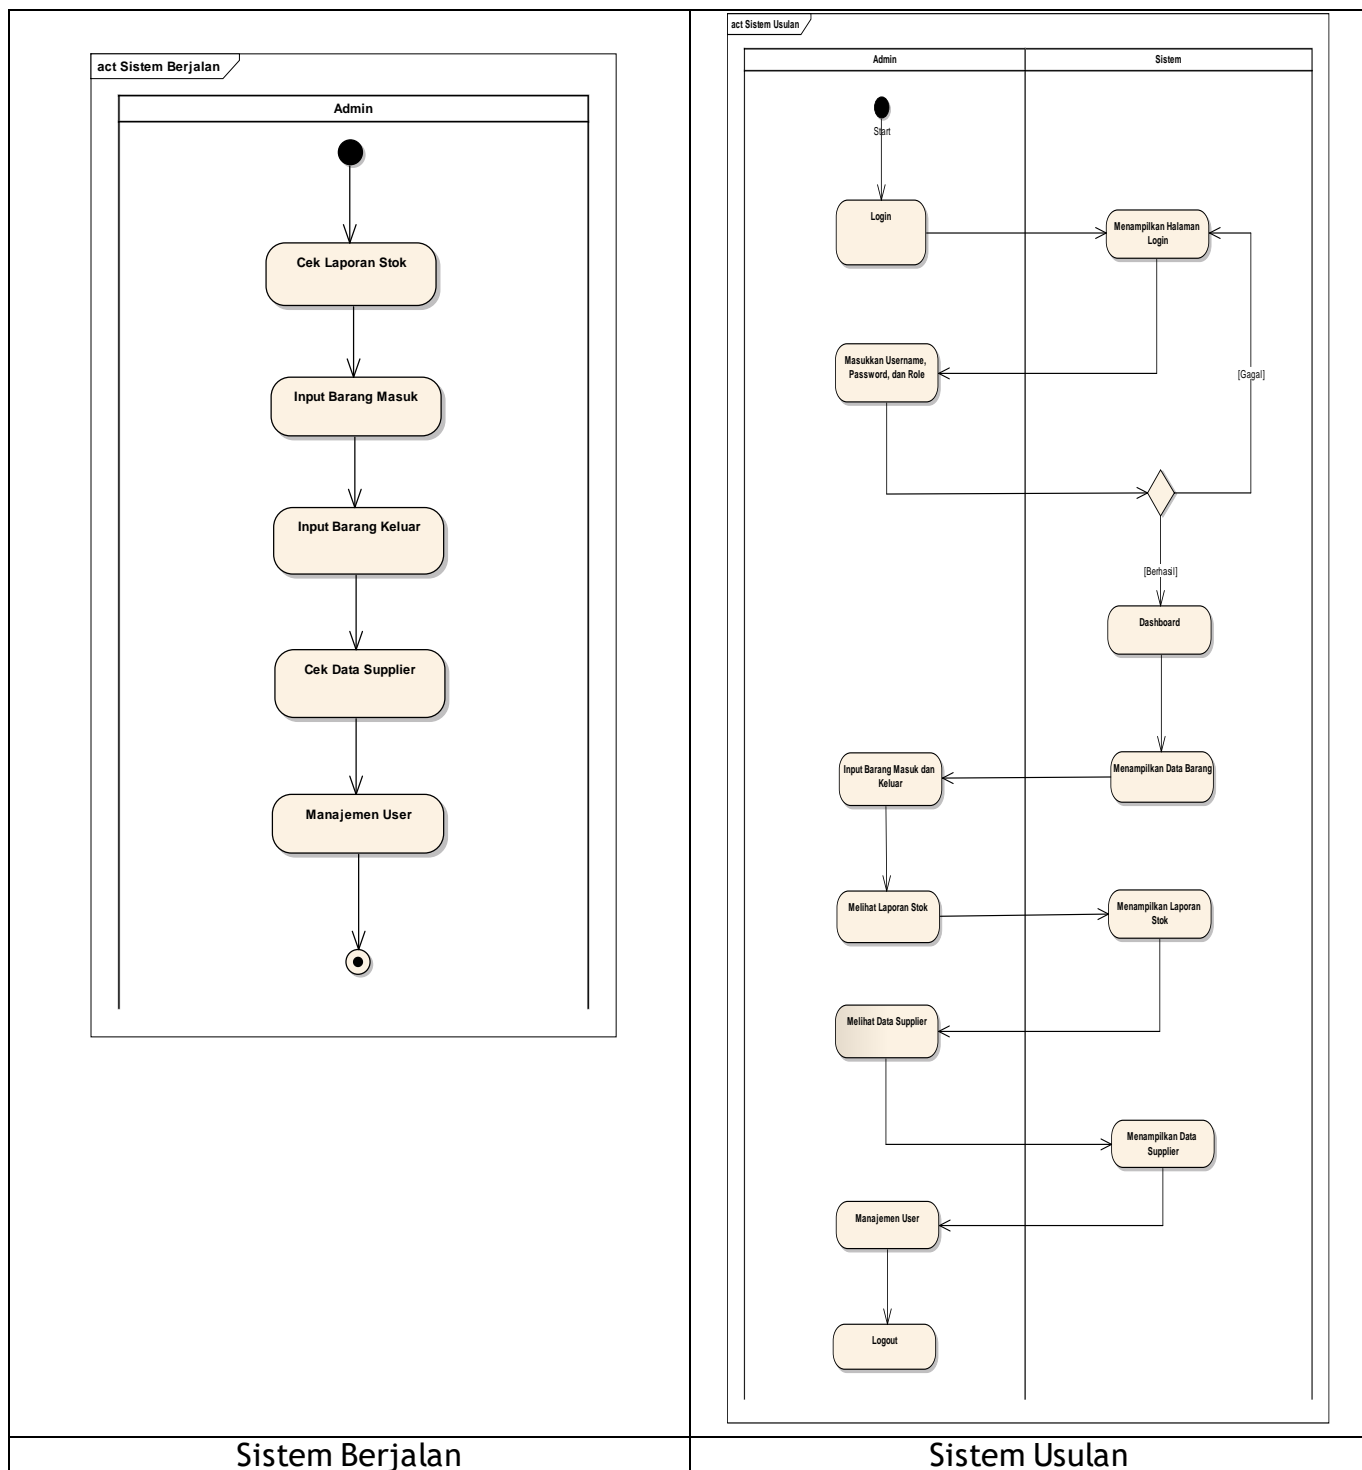 act Sistem Berjalan
Admin
Cek Laporan Stok
Input Barang Masuk
Input Barang Keluar
Cek Data Supplier
Manajemen User
act Sistem Usulan
Admin
Sistem
Start
Login
Menampilkan Halaman
Login
Masukkan Username,
Password, dan Role
[Gagal]
[Berhasil]
Dashboard
Menampilkan Data Barang
Input Barang Masuk dan
Keluar
Melihat Laporan Stok
Menampilkan Laporan
Stok
Melihat Data Supplier
Menampilkan Data
Supplier
Manajemen User
Logout
Sistem Berjalan
Sistem Usulan